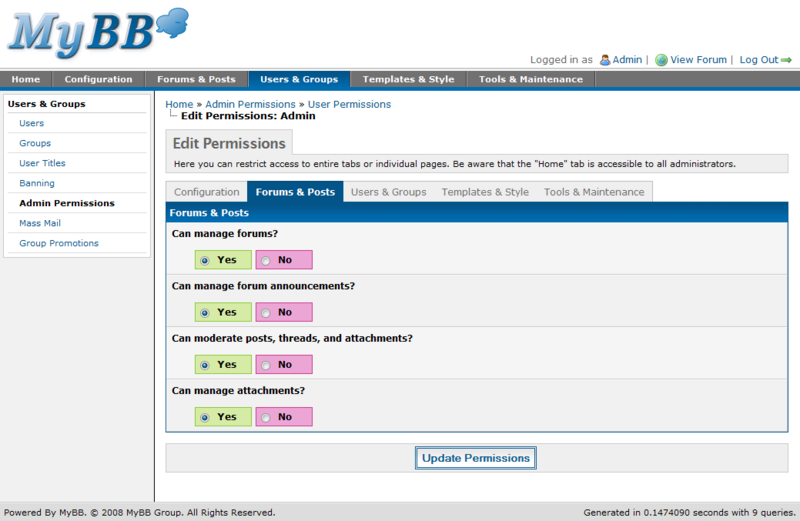 MyBB
Logged in as Admin | View Forum | Log Out
Home Configuration Forums & Posts Users & Groups Templates & Style Tools & Maintenance
Users & Groups
Users
Groups
User Titles
Banning
Admin Permissions
Mass Mail
Group Promotions
Home » Admin Permissions » User Permissions
Edit Permissions: Admin
Edit Permissions
Here you can restrict access to entire tabs or individual pages. Be aware that the "Home" tab is accessible to all administrators.
Configuration Forums & Posts Users & Groups Templates & Style Tools & Maintenance
Forums & Posts
Can manage forums?
Yes No
Can manage forum announcements?
Yes No
Can moderate posts, threads, and attachments?
Yes No
Can manage attachments?
Yes No
Update Permissions
Powered By MyBB. © 2008 MyBB Group. All Rights Reserved.
Generated in 0.1474090 seconds with 9 queries.